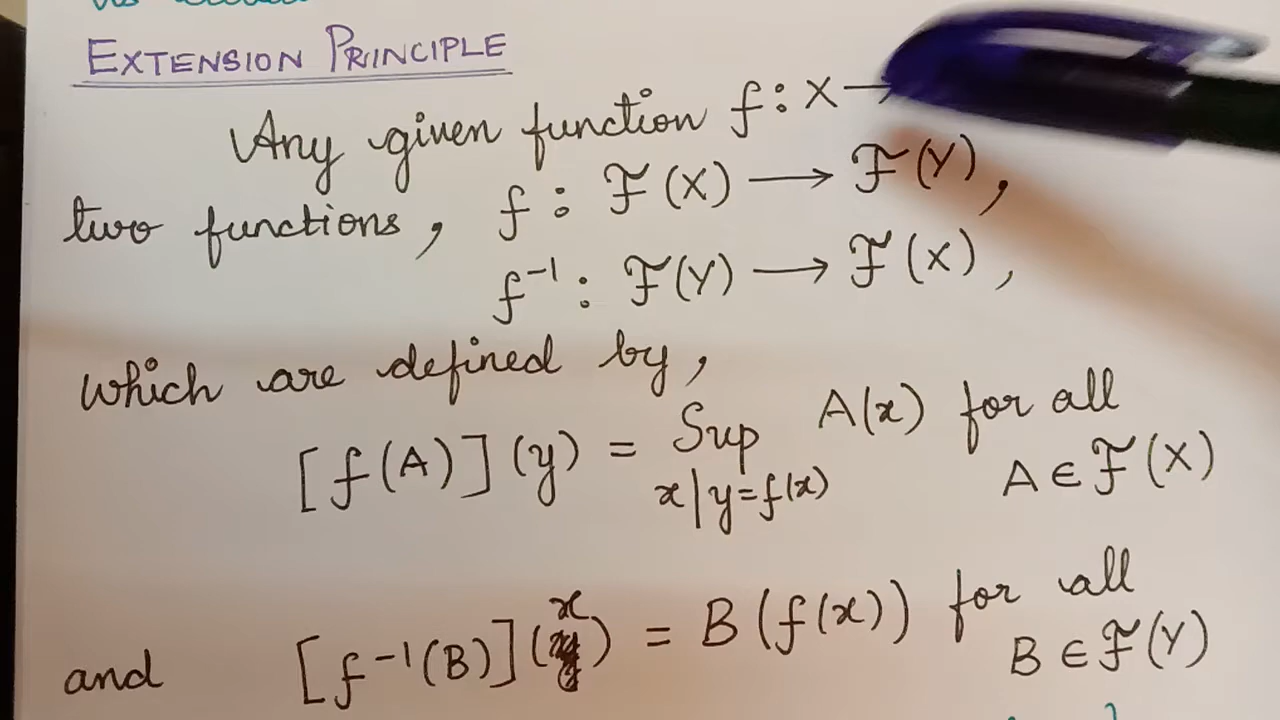 EXTENSION PRINCIPLE
Any given function f : X →
two functions, f : ℱ(X) → ℱ(Y),
f⁻¹ : ℱ(Y) → ℱ(X),
which are defined by,
[f(A)](y) = Sup A(x) for all
x|y=f(x) A ∈ ℱ(X)
x
and [f⁻¹(B)]( ) = B(f(x)) for all
B ∈ ℱ(Y)